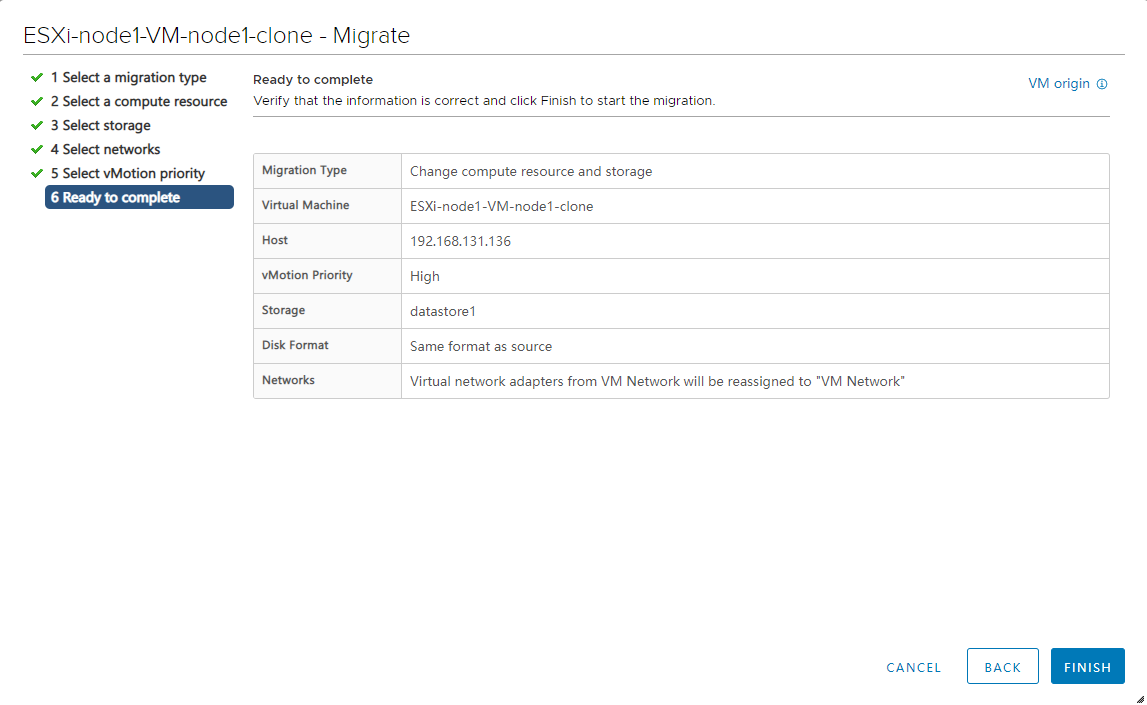 ESXi-node1-VM-node1-clone - Migrate
1 Select a migration type
2 Select a compute resource
3 Select storage
4 Select networks
5 Select vMotion priority
6 Ready to complete
Ready to complete
Verify that the information is correct and click Finish to start the migration.
VM origin
Migration Type Change compute resource and storage
Virtual Machine ESXi-node1-VM-node1-clone
Host 192.168.131.136
vMotion Priority High
Storage datastore1
Disk Format Same format as source
Networks Virtual network adapters from VM Network will be reassigned to "VM Network"
CANCEL BACK FINISH